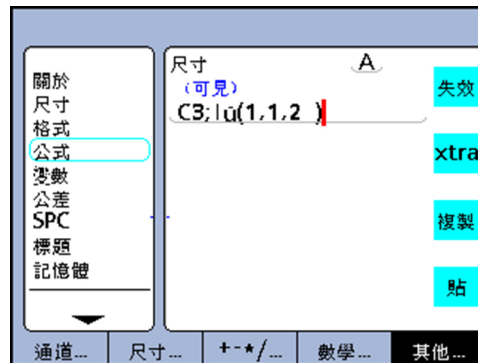 關於
尺寸
格式
公式
變數
公差
SPC
標題
記憶體
尺寸
A
(可見)
C3;lū(1,1,2 )
失效
xtra
複製
貼
通道...
尺寸...
+-*/...
數學...
其他...